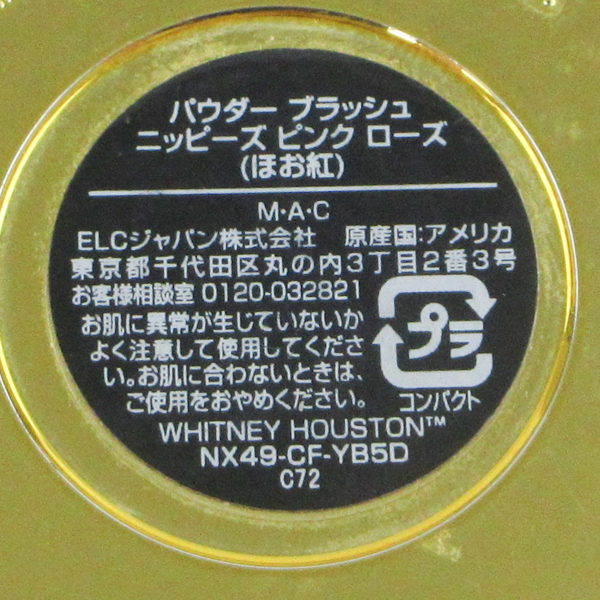 パウダー ブラッシュ
ニッピーズ ピンク ローズ
(ほお紅)
M・A・C
ELCジャパン株式会社 原産国:アメリカ
東京都千代田区丸の内3丁目2番3号
お客様相談室 0120-032821
お肌に異常が生じていないか
よく注意して使用してくださ
い。お肌に合わないときは、
ご使用をおやめください。
プラ
コンパクト
WHITNEY HOUSTON™
NX49-CF-YB5D
C72